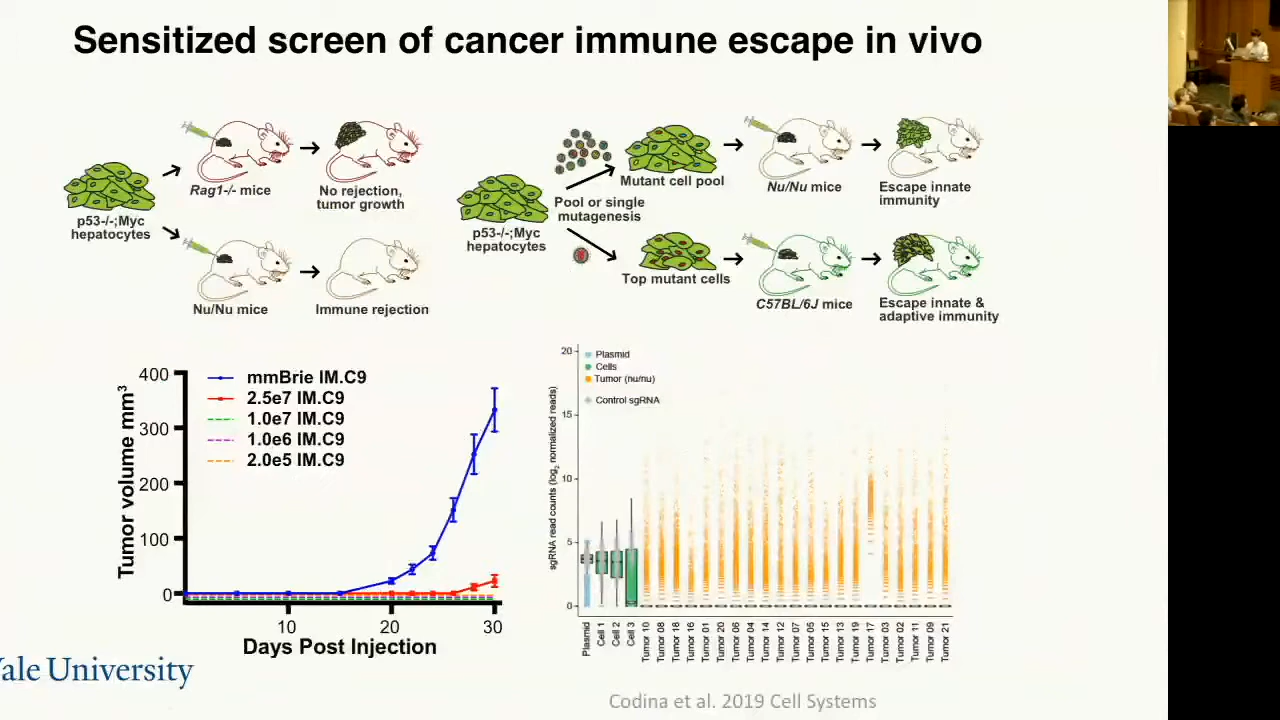 Sensitized screen of cancer immune escape in vivo
p53-/-;Myc
hepatocytes
Rag1-/- mice
No rejection,
tumor growth
Nu/Nu mice
Immune rejection
p53-/-;Myc
hepatocytes
Pool or single
mutagenesis
Mutant cell pool
Nu/Nu mice
Escape innate
immunity
Top mutant cells
C57BL/6J mice
Escape innate &
adaptive immunity
Tumor volume mm³
400
300
200
100
0
mmBrie IM.C9
2.5e7 IM.C9
1.0e7 IM.C9
1.0e6 IM.C9
2.0e5 IM.C9
10
20
30
Days Post Injection
sgRNA read counts (log₂ normalized reads)
20
15
10
5
0
Plasmid
Cells
Tumor (nu/nu)
Control sgRNA
Plasmid
Cell 1
Cell 2
Cell 3
Tumor 10
Tumor 08
Tumor 18
Tumor 16
Tumor 01
Tumor 20
Tumor 06
Tumor 04
Tumor 14
Tumor 12
Tumor 07
Tumor 05
Tumor 15
Tumor 13
Tumor 19
Tumor 17
Tumor 03
Tumor 02
Tumor 11
Tumor 09
Tumor 21
ale University
Codina et al. 2019 Cell Systems